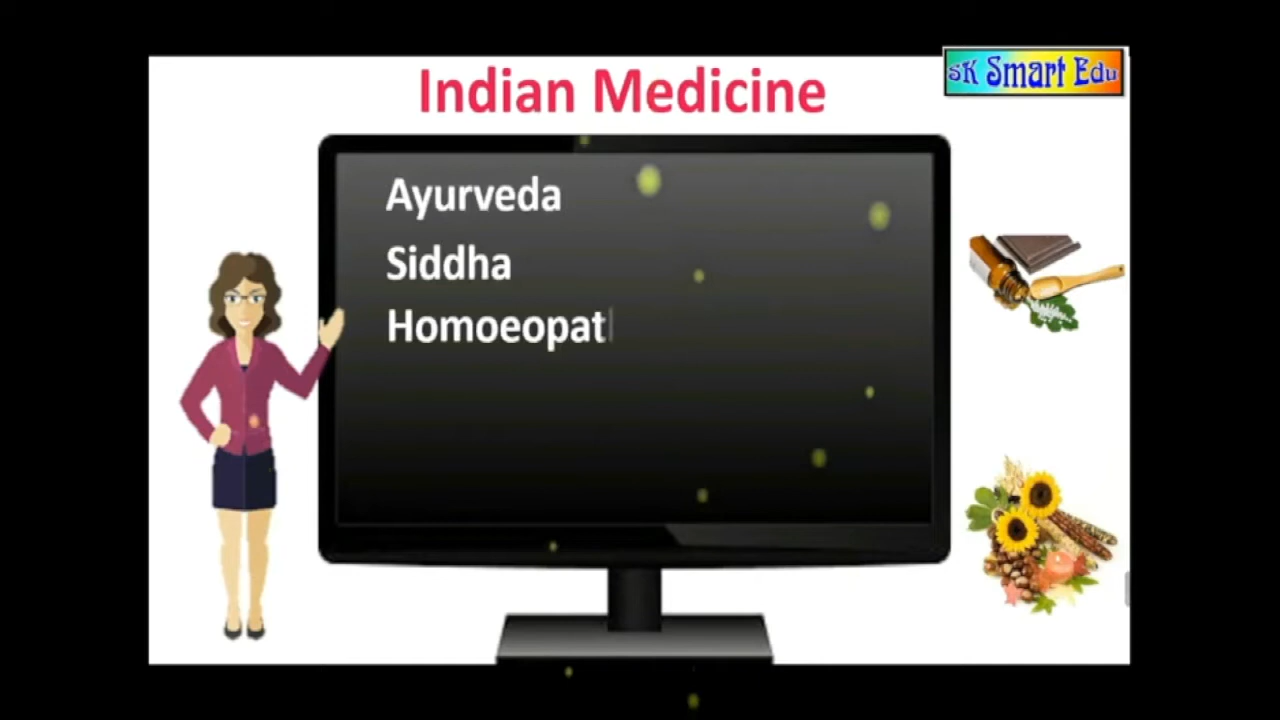 Indian Medicine
SK Smart Edu
Ayurveda
Siddha
Homoeopat